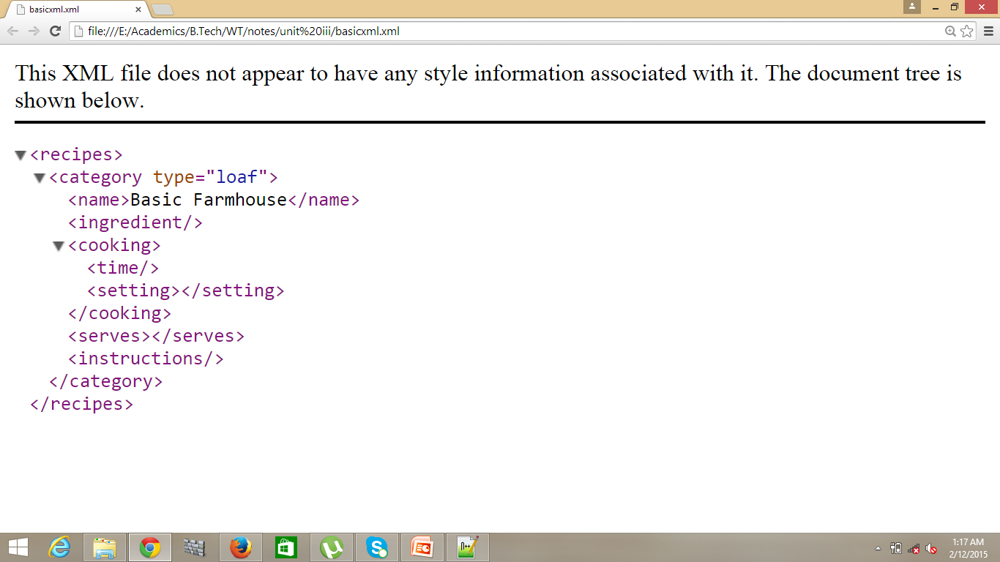 basicxml.xml
file:///E:/Academics/B.Tech/WT/notes/unit%20iii/basicxml.xml
This XML file does not appear to have any style information associated with it. The document tree is
shown below.
<recipes>
<category type="loaf">
<name>Basic Farmhouse</name>
<ingredient/>
<cooking>
<time/>
<setting></setting>
</cooking>
<serves></serves>
<instructions/>
</category>
</recipes>
1:17 AM
2/12/2015